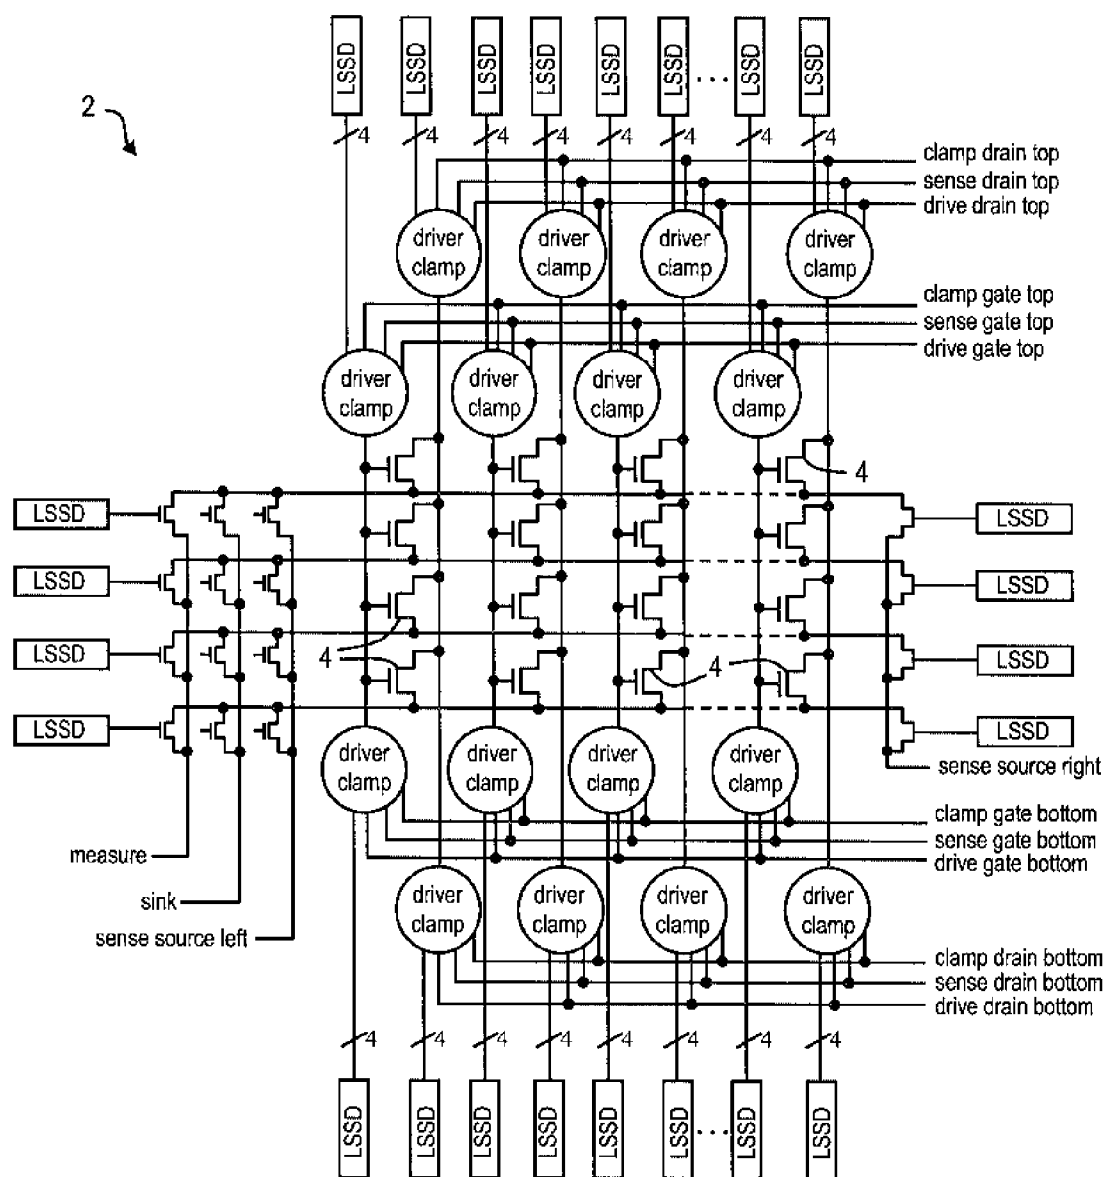 LSSD LSSD LSSD LSSD LSSD LSSD ... LSSD LSSD
2
4 4 4 4 4 4 4 4
clamp drain top
sense drain top
drive drain top
driver clamp driver clamp driver clamp driver clamp
clamp gate top
sense gate top
drive gate top
driver clamp driver clamp driver clamp driver clamp
4
LSSD LSSD
LSSD LSSD
LSSD 4 4 LSSD
LSSD LSSD
driver clamp driver clamp driver clamp driver clamp
sense source right
clamp gate bottom
sense gate bottom
drive gate bottom
measure
sink
sense source left
driver clamp driver clamp driver clamp driver clamp
clamp drain bottom
sense drain bottom
drive drain bottom
4 4 4 4 4 4 4 4
LSSD LSSD LSSD LSSD LSSD LSSD ... LSSD LSSD